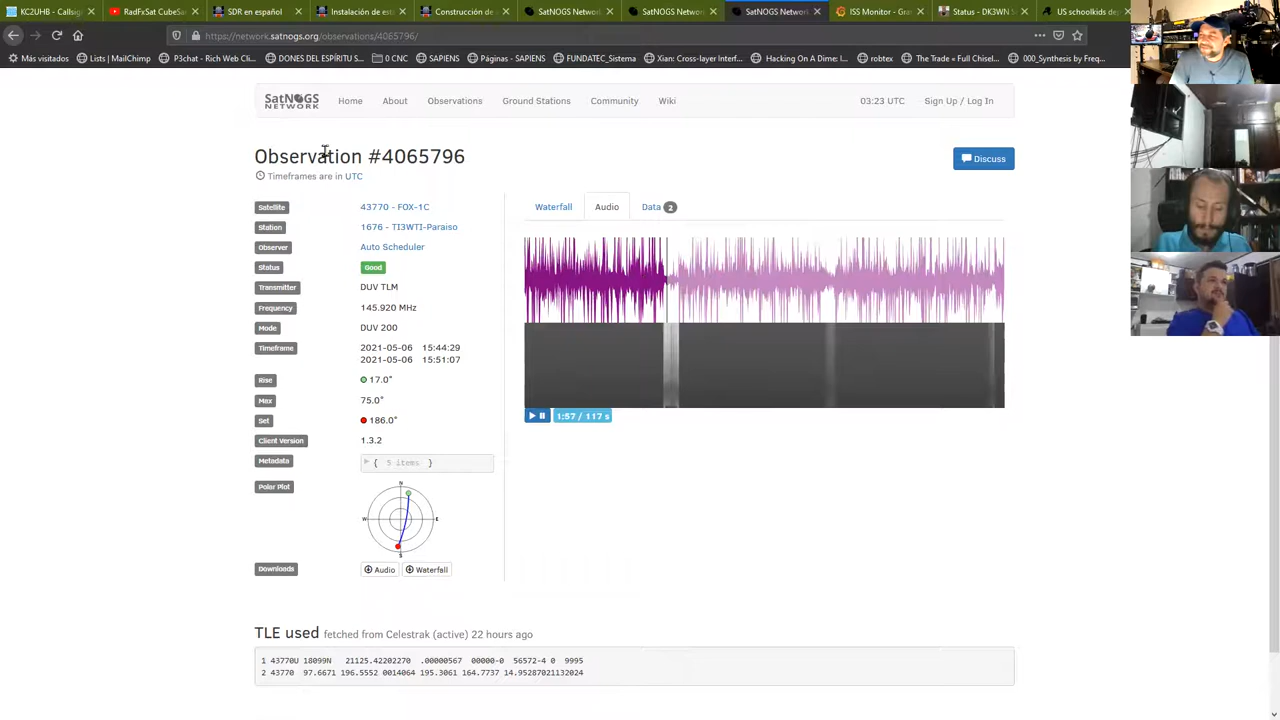 KC2UHB - Callsig
RadFxSat CubeSa
SDR en español
Instalación de
Construcción de
SatNOGS Network
SatNOGS Network
SatNOGS Network
ISS Monitor - Gra
Status - DK3WN S
US schoolkids
https://network.satnogs.org/observations/4065796/
Más visitados
Lists | MailChimp
P3chat - Rich Web Cli...
DONES DEL ESPÍRITU S...
D CNC
SAPIENS
Paginas_SAPIENS
FUNDATEC_Sistema
Xian: Cross-layer Interf...
Hacking On A Dime: l...
robtex
The Trade « Full Chisel...
000_Synthesis by Freq...
SatNOGS
NETWORK
Home
About
Observations
Ground Stations
Community
Wiki
03:23 UTC
Sign Up / Log In
Observation #4065796
Discuss
Timeframes are in UTC
Satellite
43770 - FOX-1C
Waterfall
Audio
Data 2
Station
1676 - TI3WTI-Paraiso
Observer
Auto Scheduler
Status
Good
Transmitter
DUV TLM
Frequency
145.920 MHz
Mode
DUV 200
Timeframe
2021-05-06 15:44:29
2021-05-06 15:51:07
Rise
17.0°
Max
75.0°
Set
186.0°
1:57 / 117 s
Client Version
1.3.2
Metadata
{ 5 items }
Polar Plot
N
W
E
S
Downloads
Audio
Waterfall
TLE used fetched from Celestrak (active) 22 hours ago
1 43770U 18099N 21125.42202270 .00000567 00000-0 56572-4 0 9995
2 43770 97.6671 196.5552 0014064 195.3061 164.7737 14.95287021132024